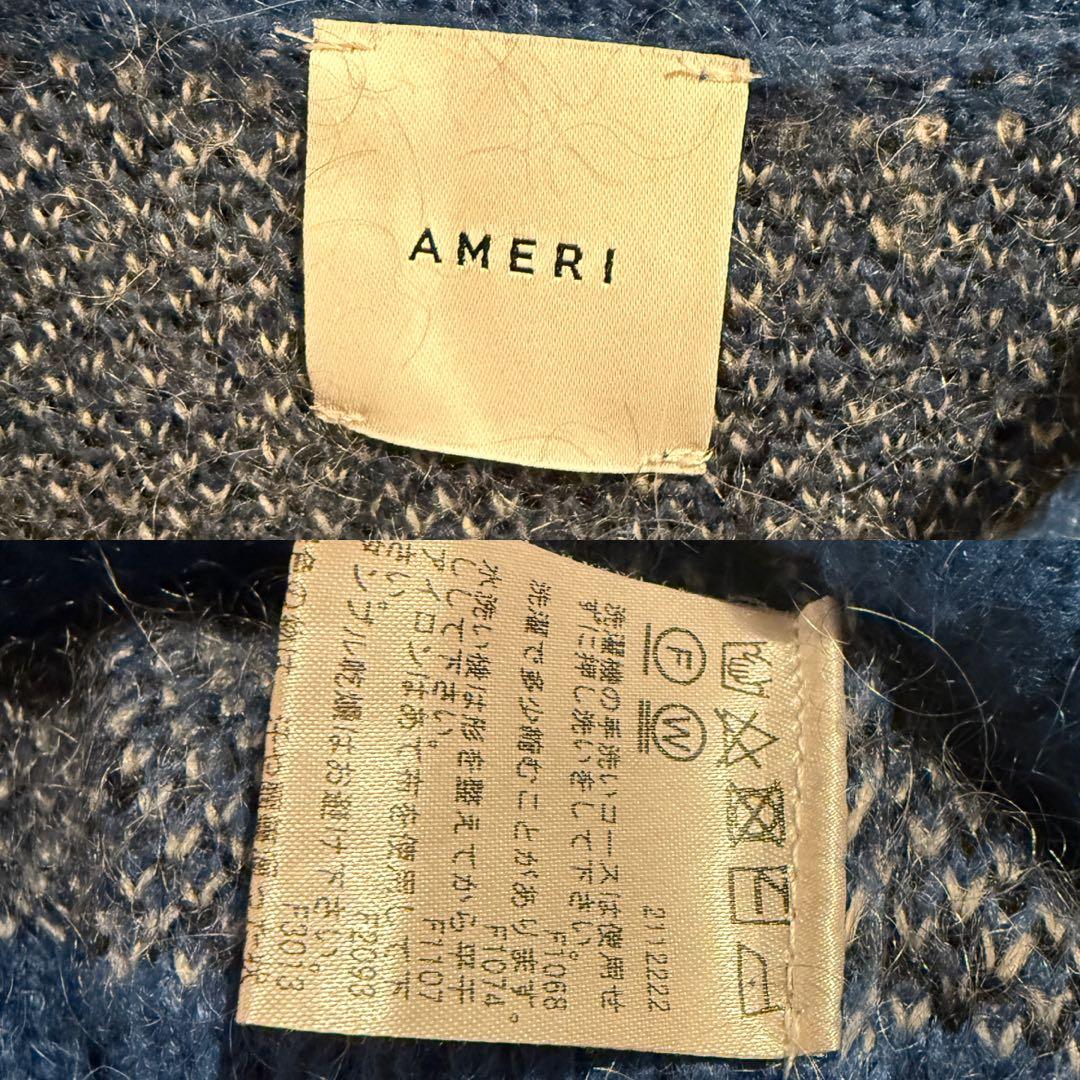 AMERI
F
W
2112222
洗濯機の手洗いコースは使用せ
ずに押し洗いをして下さい。
F1068
洗濯で多少縮むことがあります。
F1074
水洗い後は形を整えてから平干
しして下さい。
F1107
アイロンはあて布を使用して下
さい。
F2093
タンブル乾燥はお避け下さい。
F3013